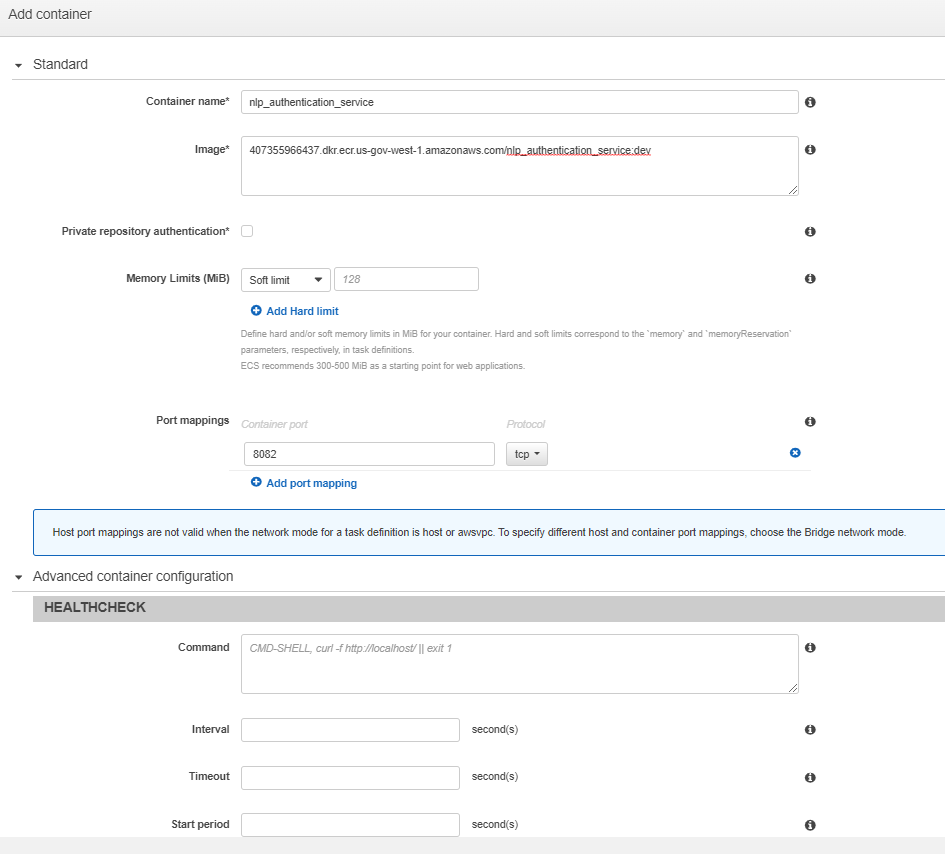 Add container
Standard
Container name*
nlp_authentication_service
Image*
407355966437.dkr.ecr.us-gov-west-1.amazonaws.com/nlp_authentication_service:dev
Private repository authentication*
Memory Limits (MiB)
Soft limit
128
Add Hard limit
Define hard and/or soft memory limits in MiB for your container. Hard and soft limits correspond to the `memory` and `memoryReservation`
parameters, respectively, in task definitions.
ECS recommends 300-500 MiB as a starting point for web applications.
Port mappings
Container port
Protocol
8082
tcp
Add port mapping
Host port mappings are not valid when the network mode for a task definition is host or awsvpc. To specify different host and container port mappings, choose the Bridge network mode.
Advanced container configuration
HEALTHCHECK
Command
CMD-SHELL, curl -f http://localhost/ || exit 1
Interval
second(s)
Timeout
second(s)
Start period
second(s)